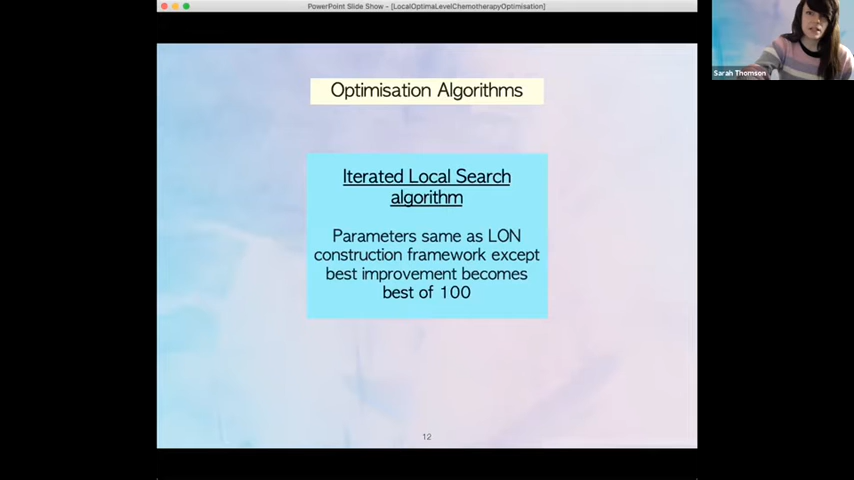 PowerPoint Slide Show - [LocalOptimaLevelChemotherapyOptimisation]
Sarah Thomson
Optimisation Algorithms
Iterated Local Search
algorithm
Parameters same as LON
construction framework except
best improvement becomes
best of 100
12